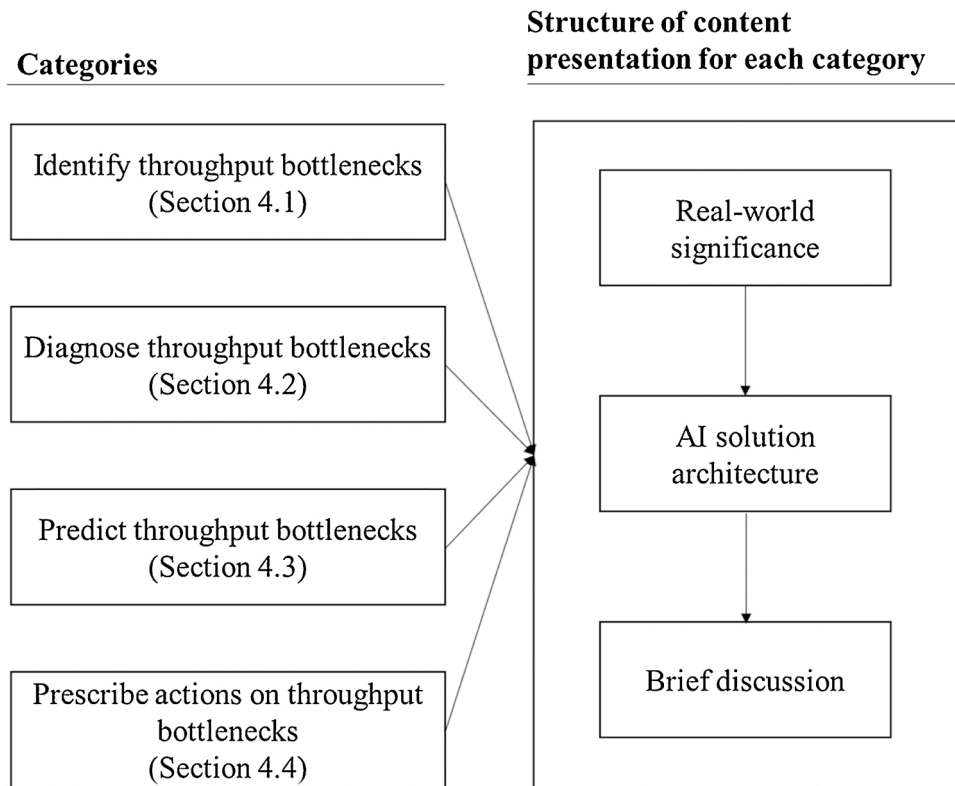 Categories
Identify throughput bottlenecks
(Section 4.1)
Diagnose throughput bottlenecks
(Section 4.2)
Predict throughput bottlenecks
(Section 4.3)
Prescribe actions on throughput
bottlenecks
(Section 4.4)
Structure of content
presentation for each category
Real-world
significance
AI solution
architecture
Brief discussion